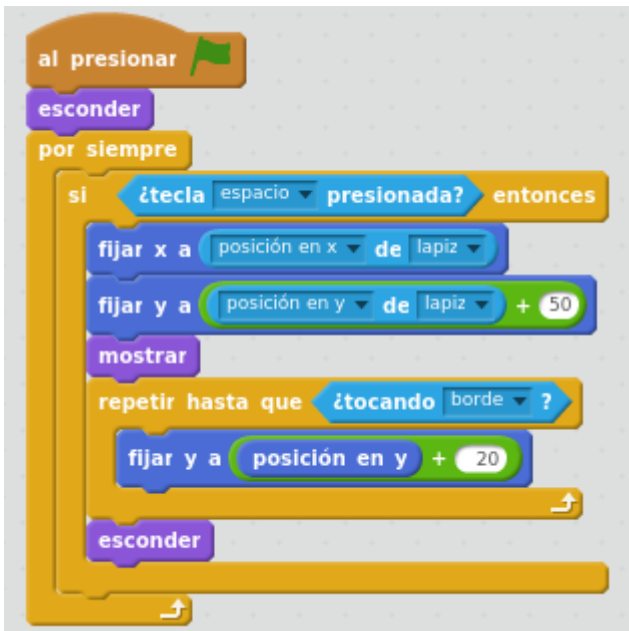 al presionar
esconder
por siempre
si ¿tecla espacio presionada? entonces
fijar x a posición en x de lapiz
fijar y a posición en y de lapiz + 50
mostrar
repetir hasta que ¿tocando borde ?
fijar y a posición en y + 20
esconder